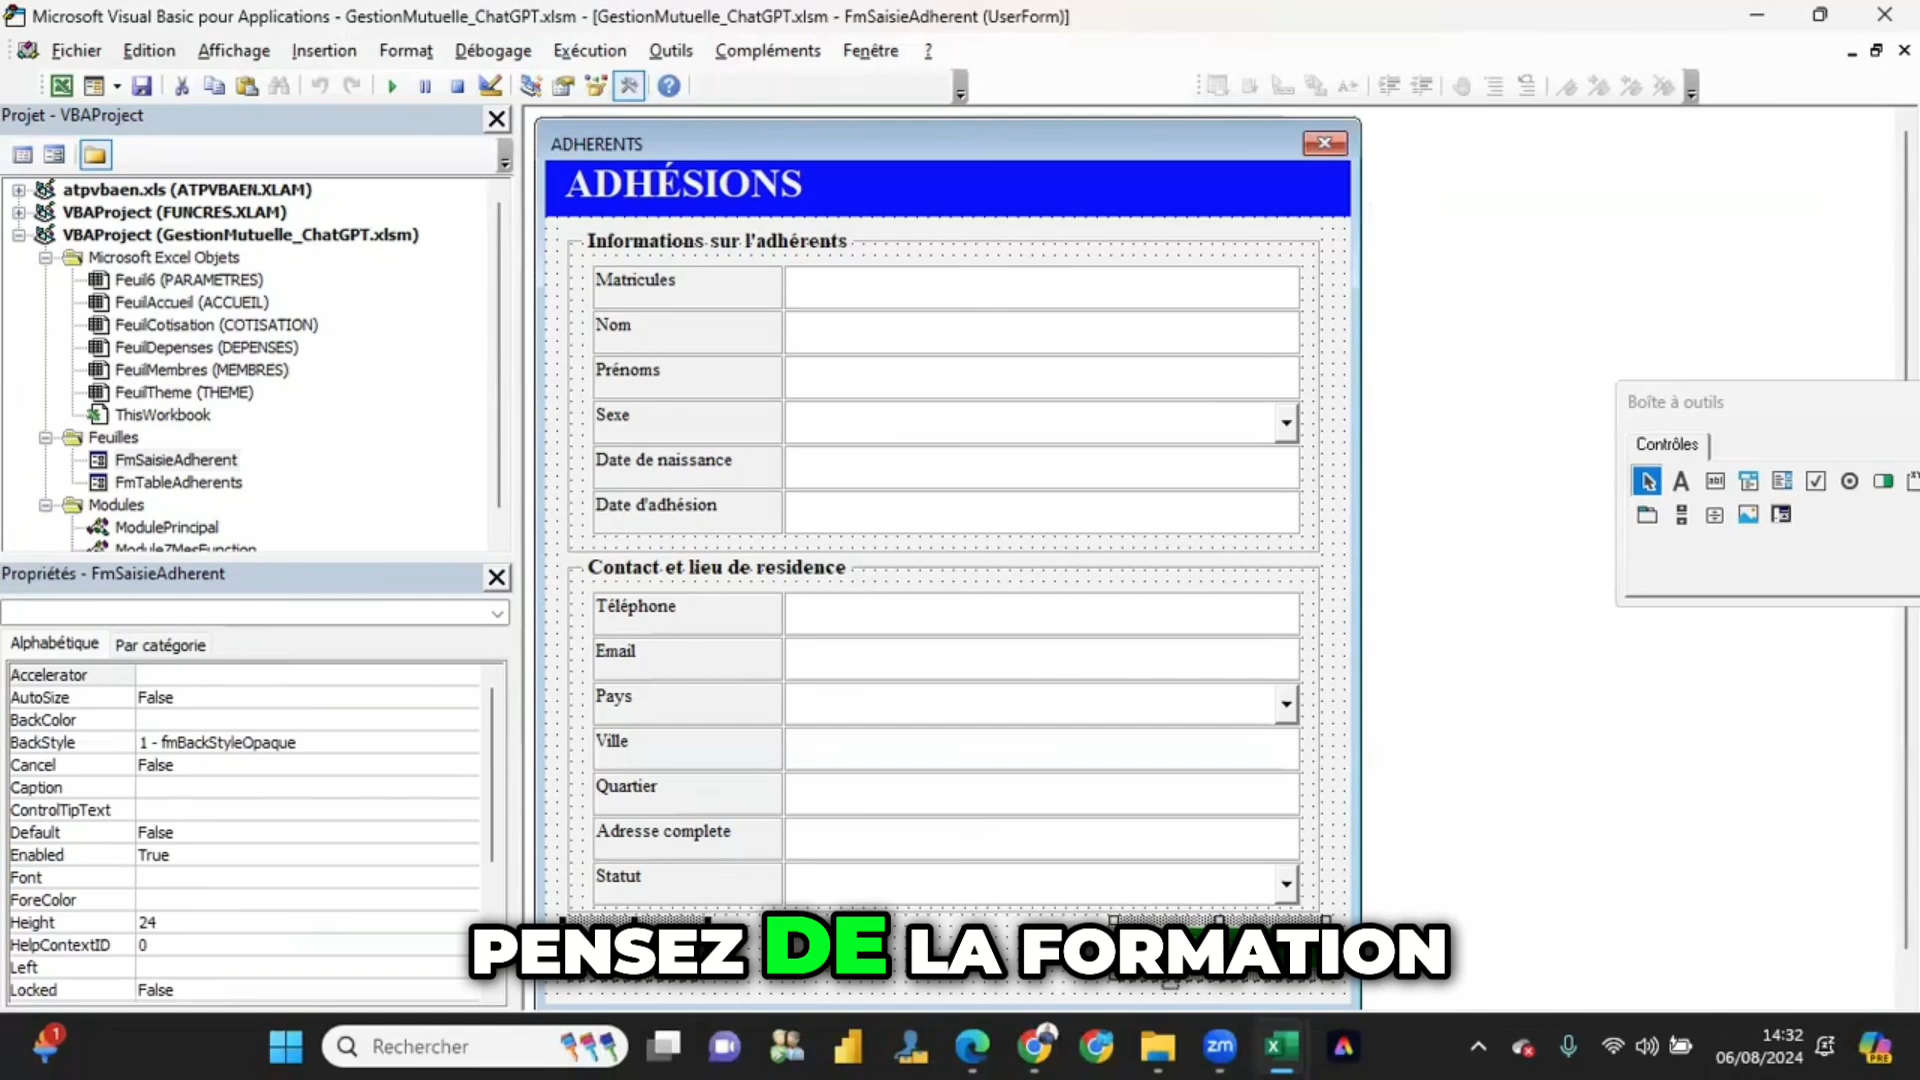 Microsoft Visual Basic pour Applications - GestionMutuelle_ChatGPT.xlsm - [GestionMutuelle_ChatGPT.xlsm - FmSaisieAdherent (UserForm)]
Fichier Edition Affichage Insertion Format Débogage Exécution Outils Compléments Fenêtre ?
Projet - VBAProject
atpvbaen.xls (ATPVBAEN.XLAM)
VBAProject (FUNCRES.XLAM)
VBAProject (GestionMutuelle_ChatGPT.xlsm)
Microsoft Excel Objets
Feuil6 (PARAMETRES)
FeuilAccueil (ACCUEIL)
FeuilCotisation (COTISATION)
FeuilDepenses (DEPENSES)
FeuilMembres (MEMBRES)
FeuilTheme (THEME)
ThisWorkbook
Feuilles
FmSaisieAdherent
FmTableAdherents
Modules
ModulePrincipal
ModuleZMesFunction
Propriétés - FmSaisieAdherent
Alphabétique Par catégorie
Accelerator
AutoSize False
BackColor
BackStyle 1 - fmBackStyleOpaque
Cancel False
Caption
ControlTipText
Default False
Enabled True
Font
ForeColor
Height 24
HelpContextID 0
Left
Locked False
ADHERENTS
ADHÉSIONS
Informations sur l'adhérents
Matricules
Nom
Prénoms
Sexe
Date de naissance
Date d'adhésion
Contact et lieu de residence
Téléphone
Email
Pays
Ville
Quartier
Adresse complete
Statut
Boîte à outils
Contrôles
PENSEZ DE LA FORMATION
1
Rechercher
zm
PRE
14:32
06/08/2024